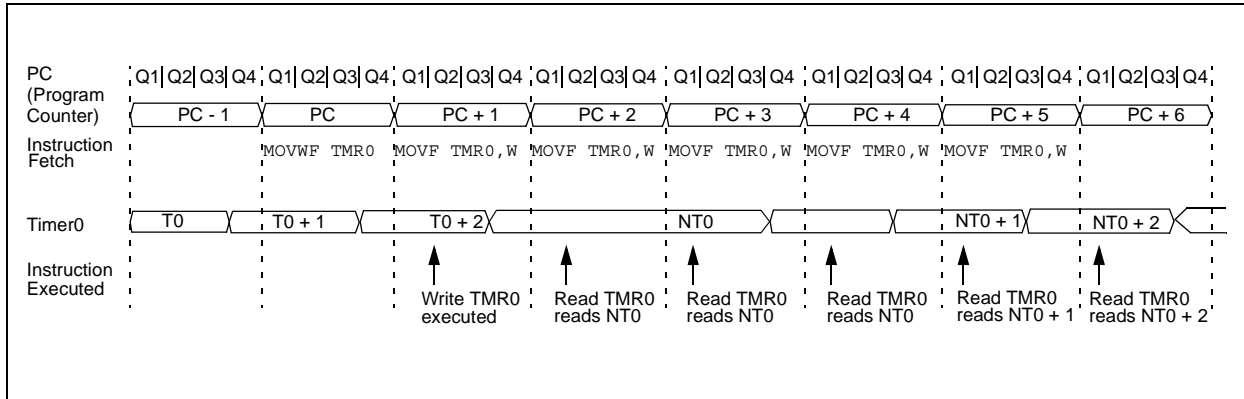 PC
(Program
Counter)
Q1 Q2 Q3 Q4 Q1 Q2 Q3 Q4 Q1 Q2 Q3 Q4 Q1 Q2 Q3 Q4 Q1 Q2 Q3 Q4 Q1 Q2 Q3 Q4 Q1 Q2 Q3 Q4 Q1 Q2 Q3 Q4
PC - 1 PC PC + 1 PC + 2 PC + 3 PC + 4 PC + 5 PC + 6
Instruction
Fetch
MOVWF TMR0 MOVF TMR0,W MOVF TMR0,W MOVF TMR0,W MOVF TMR0,W MOVF TMR0,W
Timer0
T0 T0 + 1 T0 + 2 NT0 NT0 + 1 NT0 + 2
Instruction
Executed
Write TMR0
executed
Read TMR0
reads NT0
Read TMR0
reads NT0
Read TMR0
reads NT0
Read TMR0
reads NT0 + 1
Read TMR0
reads NT0 + 2